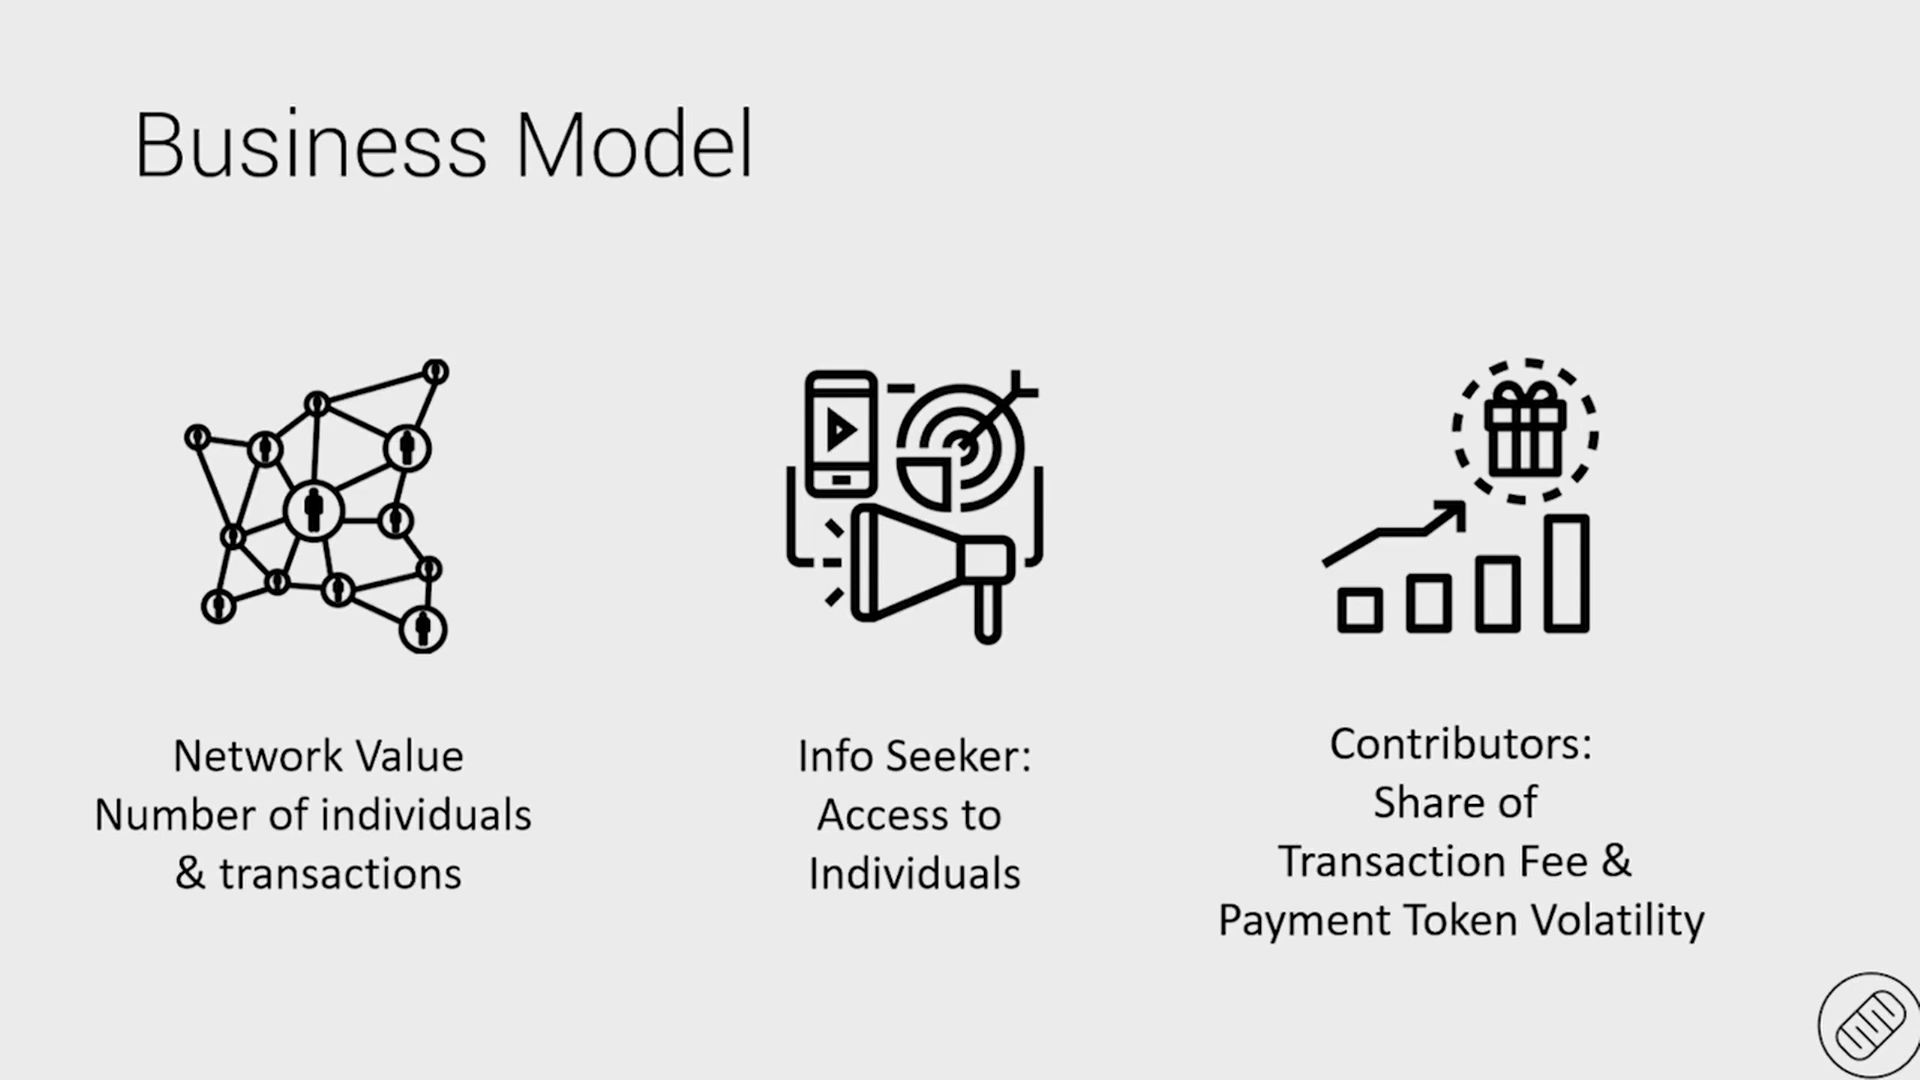 Business Model
Network Value
Number of individuals
& transactions
Info Seeker:
Access to
Individuals
Contributors:
Share of
Transaction Fee &
Payment Token Volatility